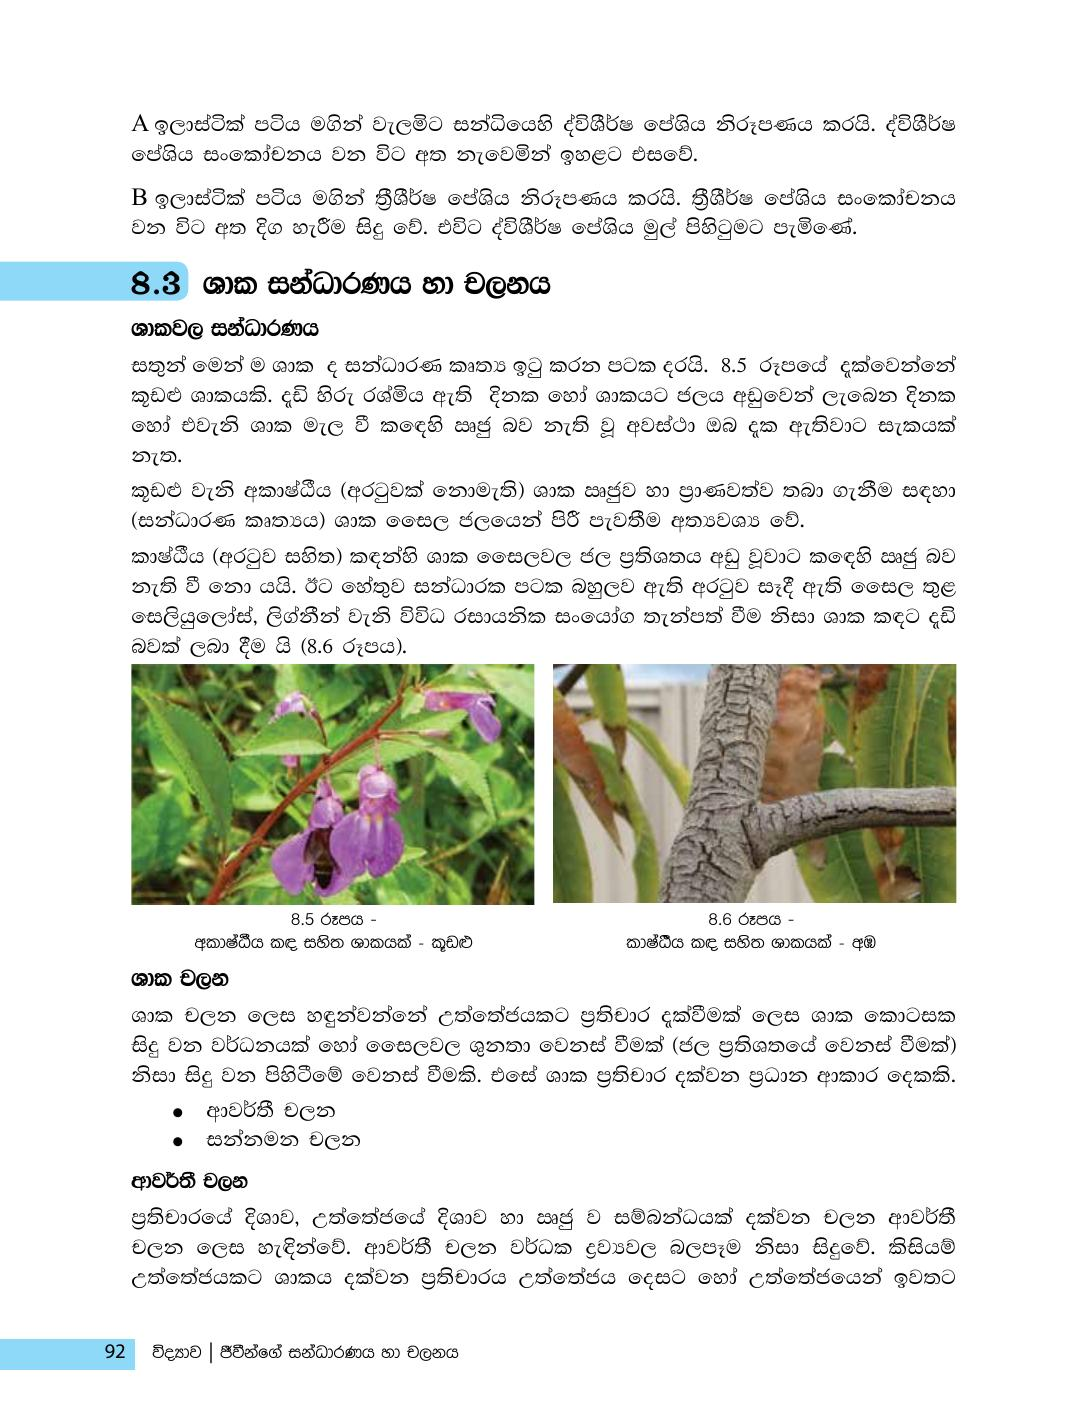 A ඉලාස්ටික් පටිය මගින් වැලමිට සන්ධියෙහි ද්විශීර්ෂ පේශිය නිරූපණය කරයි. ද්විශීර්ෂ
පේශිය සංකෝචනය වන විට අත නැවෙමින් ඉහළට එසවේ.
B ඉලාස්ටික් පටිය මගින් ත්‍රීශීර්ෂ පේශිය නිරූපණය කරයි. ත්‍රීශීර්ෂ පේශිය සංකෝචනය
වන විට අත දිග හැරීම සිදු වේ. එවිට ද්විශීර්ෂ පේශිය මුල් පිහිටුමට පැමිණේ.
8.3 ශාක සන්ධාරණය හා චලනය
ශාකවල සන්ධාරණය
සතුන් මෙන් ම ශාක ද සන්ධාරණ කෘත්‍ය ඉටු කරන පටක දරයි. 8.5 රූපයේ දැක්වෙන්නේ
කූඩළු ශාකයකි. දැඩි හිරු රශ්මිය ඇති දිනක හෝ ශාකයට ජලය අඩුවෙන් ලැබෙන දිනක
හෝ එවැනි ශාක මැල වී කඳෙහි ඍජු බව නැති වූ අවස්ථා ඔබ දැක ඇතිවාට සැකයක්
නැත.
කූඩළු වැනි අකාෂ්ඨීය (අරටුවක් නොමැති) ශාක ඍජුව හා ප්‍රාණවත්ව තබා ගැනීම සඳහා
(සන්ධාරණ කෘත්‍යය) ශාක සෛල ජලයෙන් පිරී පැවතීම අත්‍යවශ්‍ය වේ.
කාෂ්ඨීය (අරටුව සහිත) කඳන්හි ශාක සෛලවල ජල ප්‍රතිශතය අඩු වූවාට කඳෙහි ඍජු බව
නැති වී නො යයි. ඊට හේතුව සන්ධාරක පටක බහුලව ඇති අරටුව සෑදී ඇති සෛල තුළ
සෙලියුලෝස්, ලිග්නීන් වැනි විවිධ රසායනික සංයෝග තැන්පත් වීම නිසා ශාක කඳට දැඩි
බවක් ලබා දීම යි (8.6 රූපය).
8.5 රූපය -
අකාෂ්ඨීය කඳ සහිත ශාකයක් - කූඩළු
8.6 රූපය -
කාෂ්ඨීය කඳ සහිත ශාකයක් - අඹ
ශාක චලන
ශාක චලන ලෙස හඳුන්වන්නේ උත්තේජයකට ප්‍රතිචාර දැක්වීමක් ලෙස ශාක කොටසක
සිදු වන වර්ධනයක් හෝ සෛලවල ශුනතා වෙනස් වීමක් (ජල ප්‍රතිශතයේ වෙනස් වීමක්)
නිසා සිදු වන පිහිටීමේ වෙනස් වීමකි. එසේ ශාක ප්‍රතිචාර දක්වන ප්‍රධාන ආකාර දෙකකි.
• ආවර්තී චලන
• සන්නමන චලන
ආවර්තී චලන
ප්‍රතිචාරයේ දිශාව, උත්තේජයේ දිශාව හා ඍජු ව සම්බන්ධයක් දක්වන චලන ආවර්තී
චලන ලෙස හැඳින්වේ. ආවර්තී චලන වර්ධක ද්‍රව්‍යවල බලපෑම නිසා සිදුවේ. කිසියම්
උත්තේජයකට ශාකය දක්වන ප්‍රතිචාරය උත්තේජය දෙසට හෝ උත්තේජයෙන් ඉවතට
92 විද්‍යාව | ජීවීන්ගේ සන්ධාරණය හා චලනය